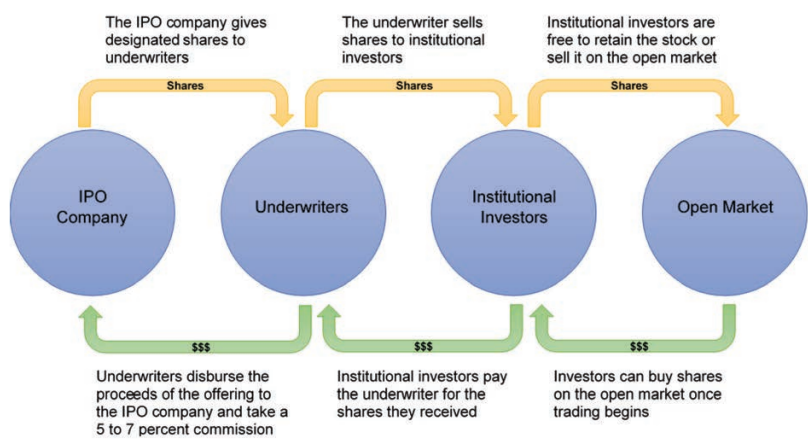 The IPO company gives
designated shares to
underwriters
The underwriter sells
shares to institutional
investors
Institutional investors are
free to retain the stock or
sell it on the open market
Shares
Shares
Shares
IPO
Company
Underwriters
Institutional
Investors
Open Market
$$$
$$$
$$$
Underwriters disburse the
proceeds of the offering to
the IPO company and take a
5 to 7 percent commission
Institutional investors pay
the underwriter for the
shares they received
Investors can buy shares
on the open market once
trading begins